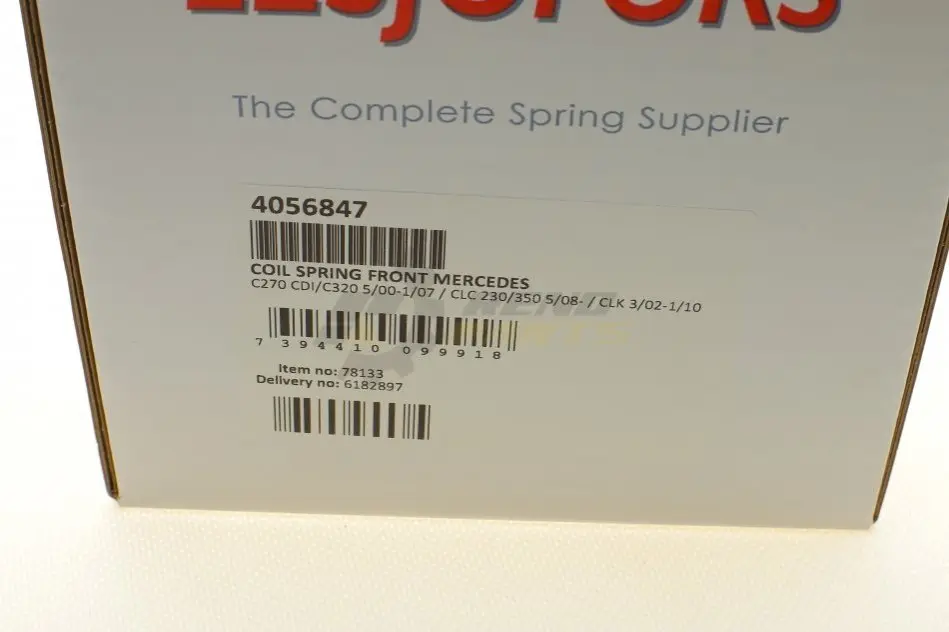 LESJÖFORS
The Complete Spring Supplier
4056847
COIL SPRING FRONT MERCEDES
C270 CDI/C320 5/00-1/07 / CLC 230/350 5/08- / CLK 3/02-1/10
7 394410 099918
Item no: 78133
Delivery no: 6182897